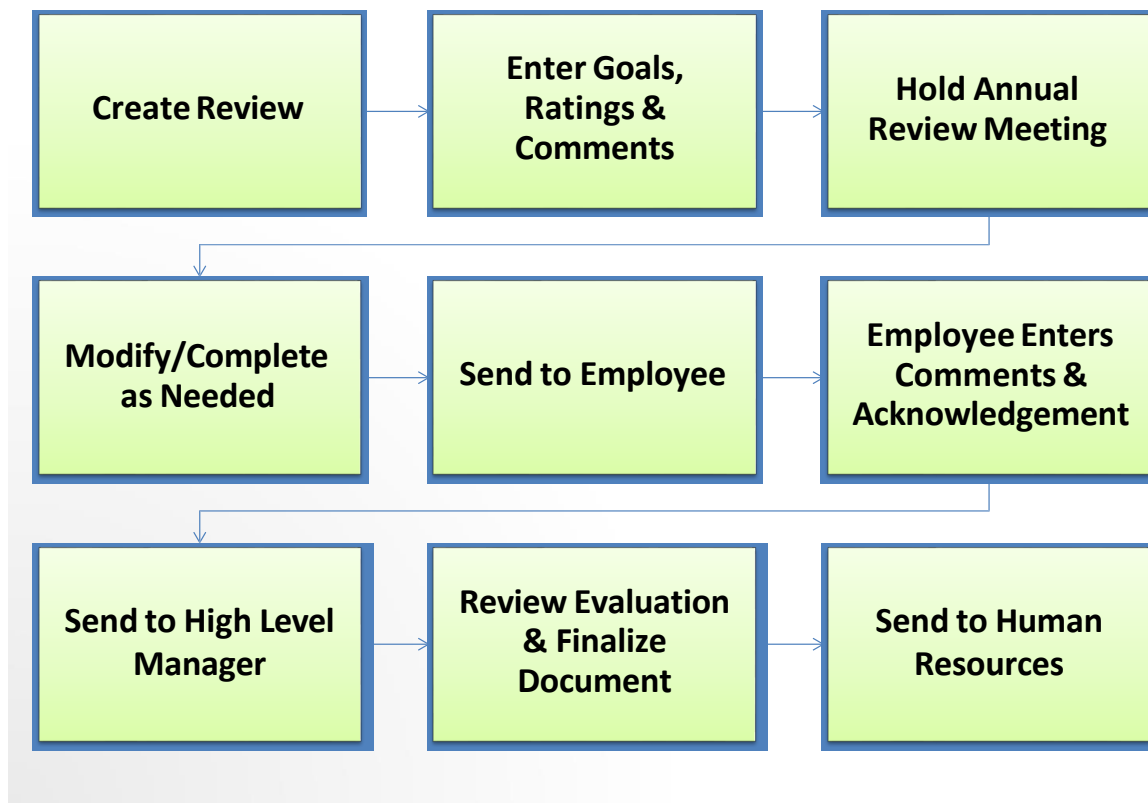 Create Review
Enter Goals,
Ratings &
Comments
Hold Annual
Review Meeting
Modify/Complete
as Needed
Send to Employee
Employee Enters
Comments &
Acknowledgement
Send to High Level
Manager
Review Evaluation
& Finalize
Document
Send to Human
Resources